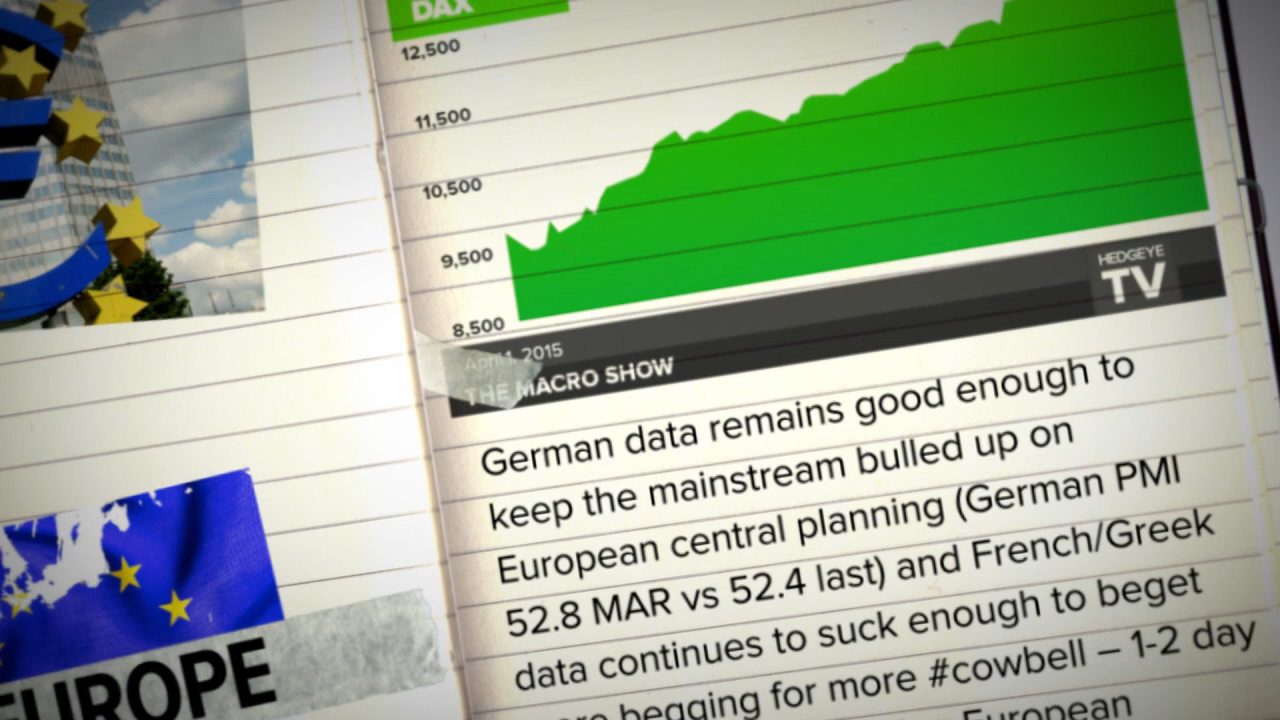 DAX
12,500
11,500
10,500
9,500
8,500
HEDGEYE
TV
April 1, 2015
THE MACRO SHOW
German data remains good enough to
keep the mainstream bulled up on
European central planning (German PMI
52.8 MAR vs 52.4 last) and French/Greek
data continues to suck enough to beget
begging for more #cowbell – 1-2 day
European
EUROPE